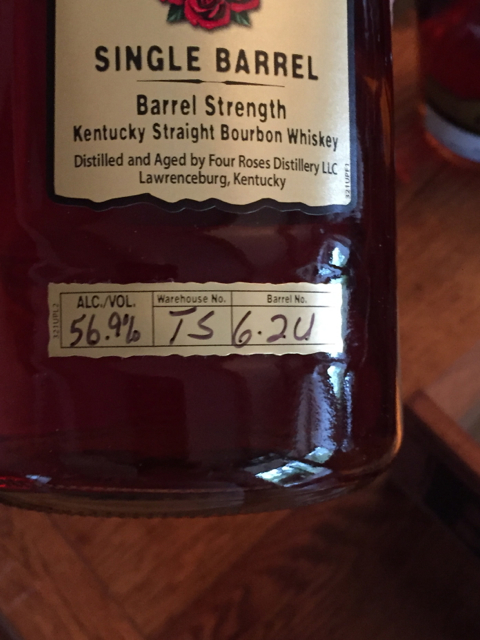 SINGLE BARREL
Barrel Strength
Kentucky Straight Bourbon Whiskey
Distilled and Aged by Four Roses Distillery LLC
Lawrenceburg, Kentucky
ALC./VOL. Warehouse No. Barrel No.
56.9% TS 6.2U